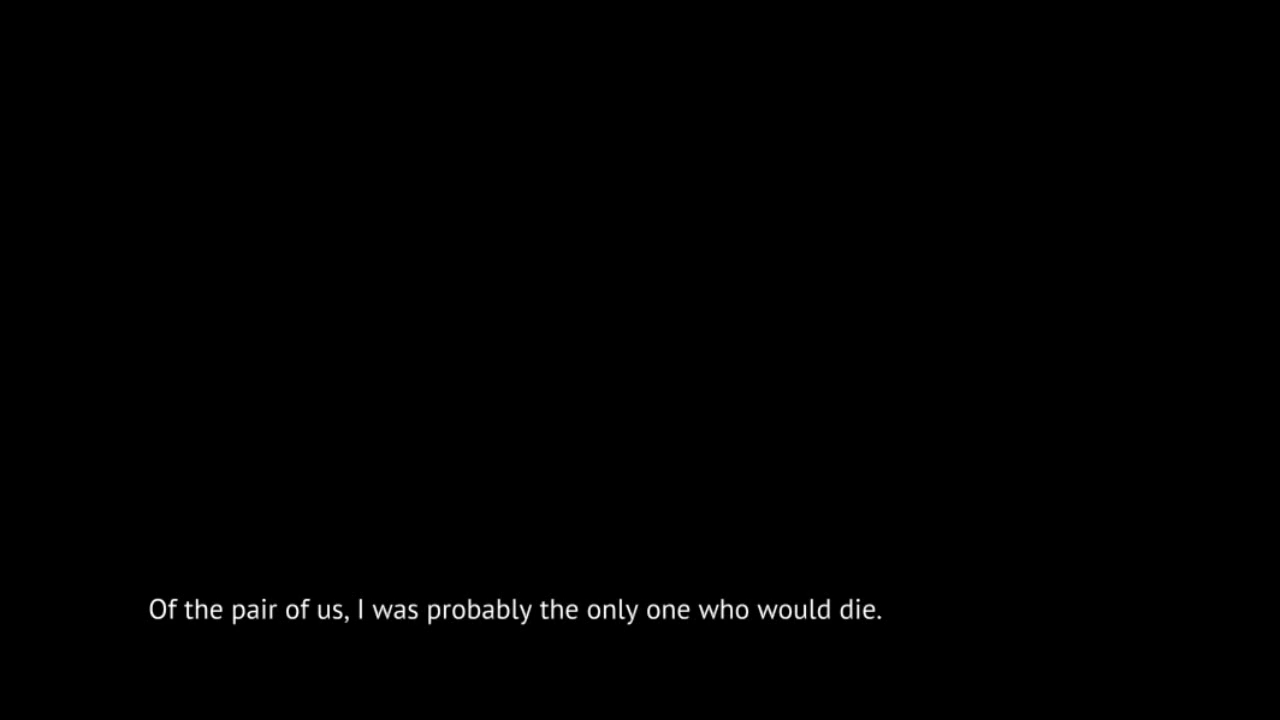 Of the pair of us, I was probably the only one who would die.